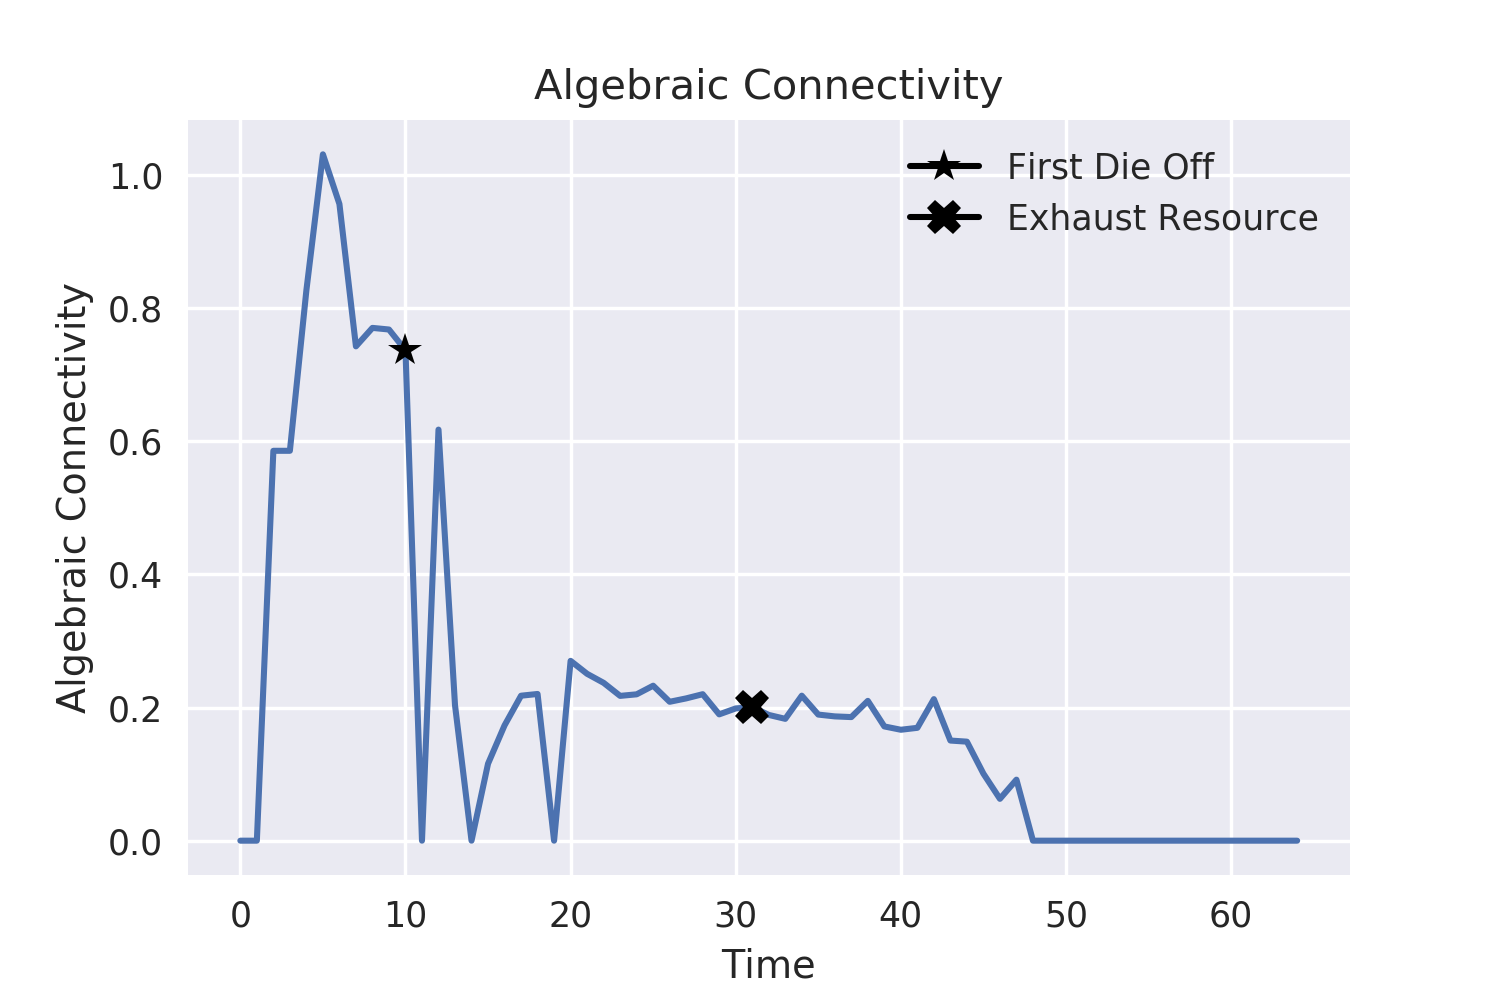 Algebraic Connectivity
First Die Off
Exhaust Resource
Algebraic Connectivity
1.0
0.8
0.6
0.4
0.2
0.0
0 10 20 30 40 50 60
Time